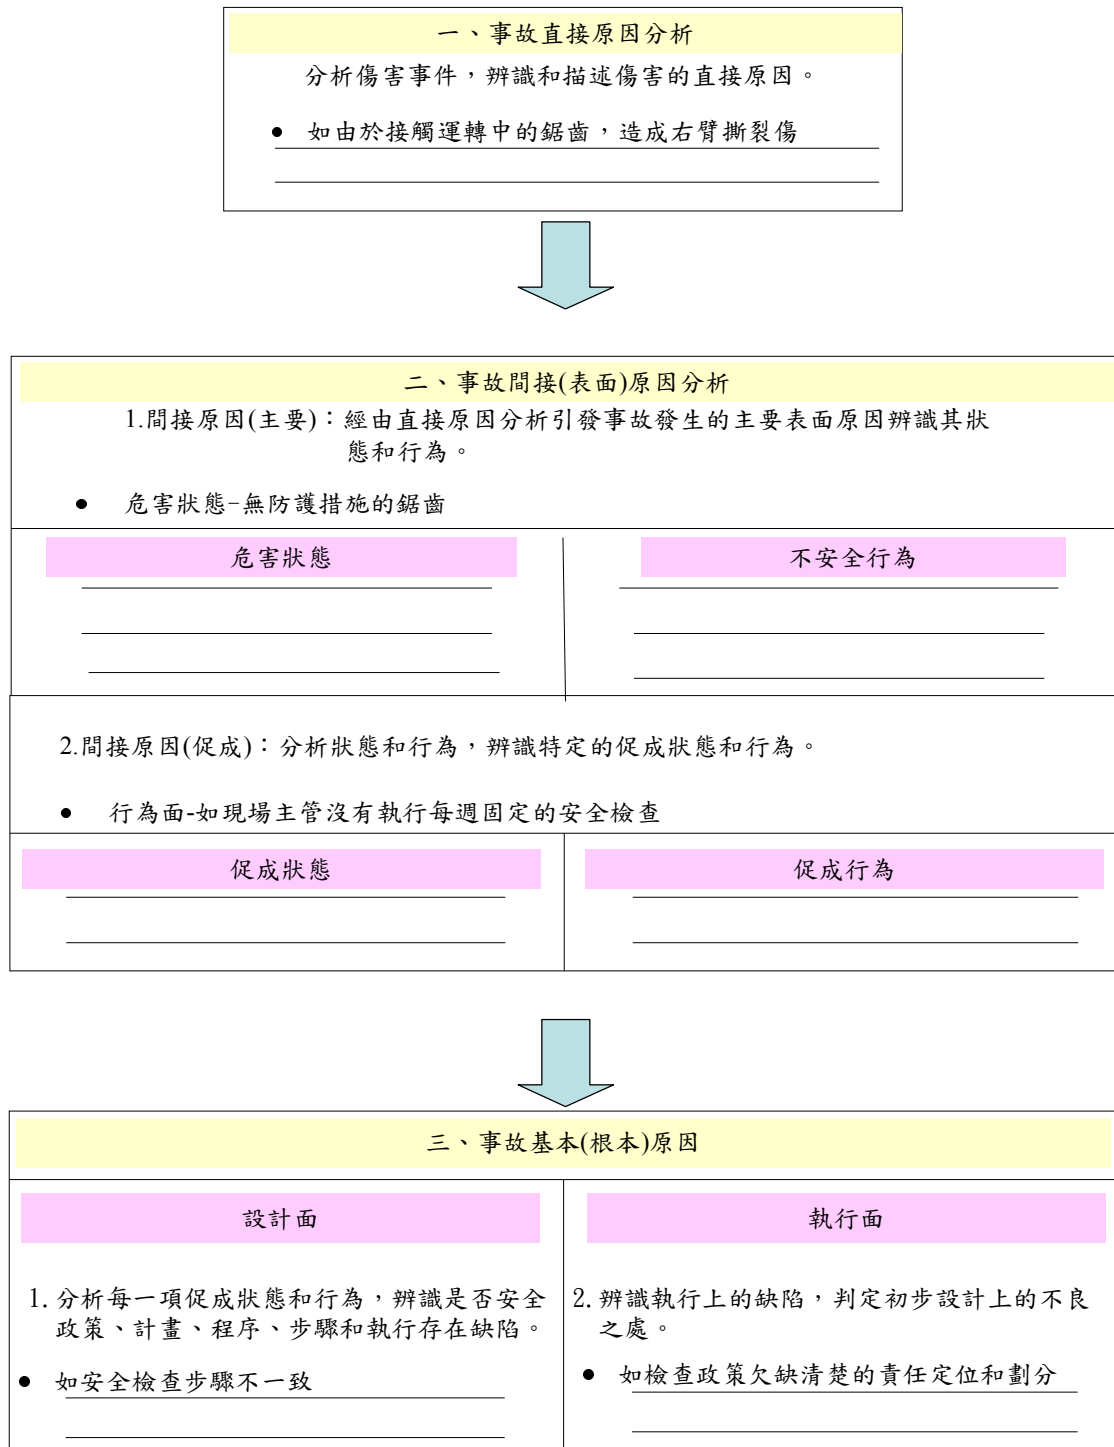 一、事故直接原因分析
分析傷害事件，辨識和描述傷害的直接原因。
● 如由於接觸運轉中的鋸齒，造成右臂撕裂傷
二、事故間接(表面)原因分析
1.間接原因(主要)：經由直接原因分析引發事故發生的主要表面原因辨識其狀
態和行為。
● 危害狀態-無防護措施的鋸齒
危害狀態
不安全行為
2.間接原因(促成)：分析狀態和行為，辨識特定的促成狀態和行為。
● 行為面-如現場主管沒有執行每週固定的安全檢查
促成狀態
促成行為
三、事故基本(根本)原因
設計面
1. 分析每一項促成狀態和行為，辨識是否安全
政策、計畫、程序、步驟和執行存在缺陷。
● 如安全檢查步驟不一致
執行面
2. 辨識執行上的缺陷，判定初步設計上的不良
之處。
● 如檢查政策欠缺清楚的責任定位和劃分